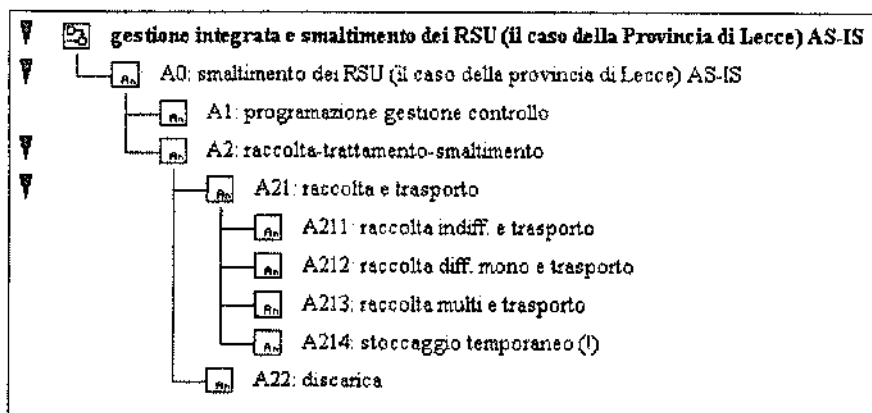 gestione integrata e smaltimento dei RSU (il caso della Provincia di Lecce) AS-IS
A0: smaltimento dei RSU (il caso della provincia di Lecce) AS-IS
A1: programazione gestione controllo
A2: raccolta-trattamento-smaltimento
A21: raccolta e trasporto
A211: raccolta indiff. e trasporto
A212: raccolta diff. mono e trasporto
A213: raccolta multi e trasporto
A214: stoccaggio temporaneo (!)
A22: discarica